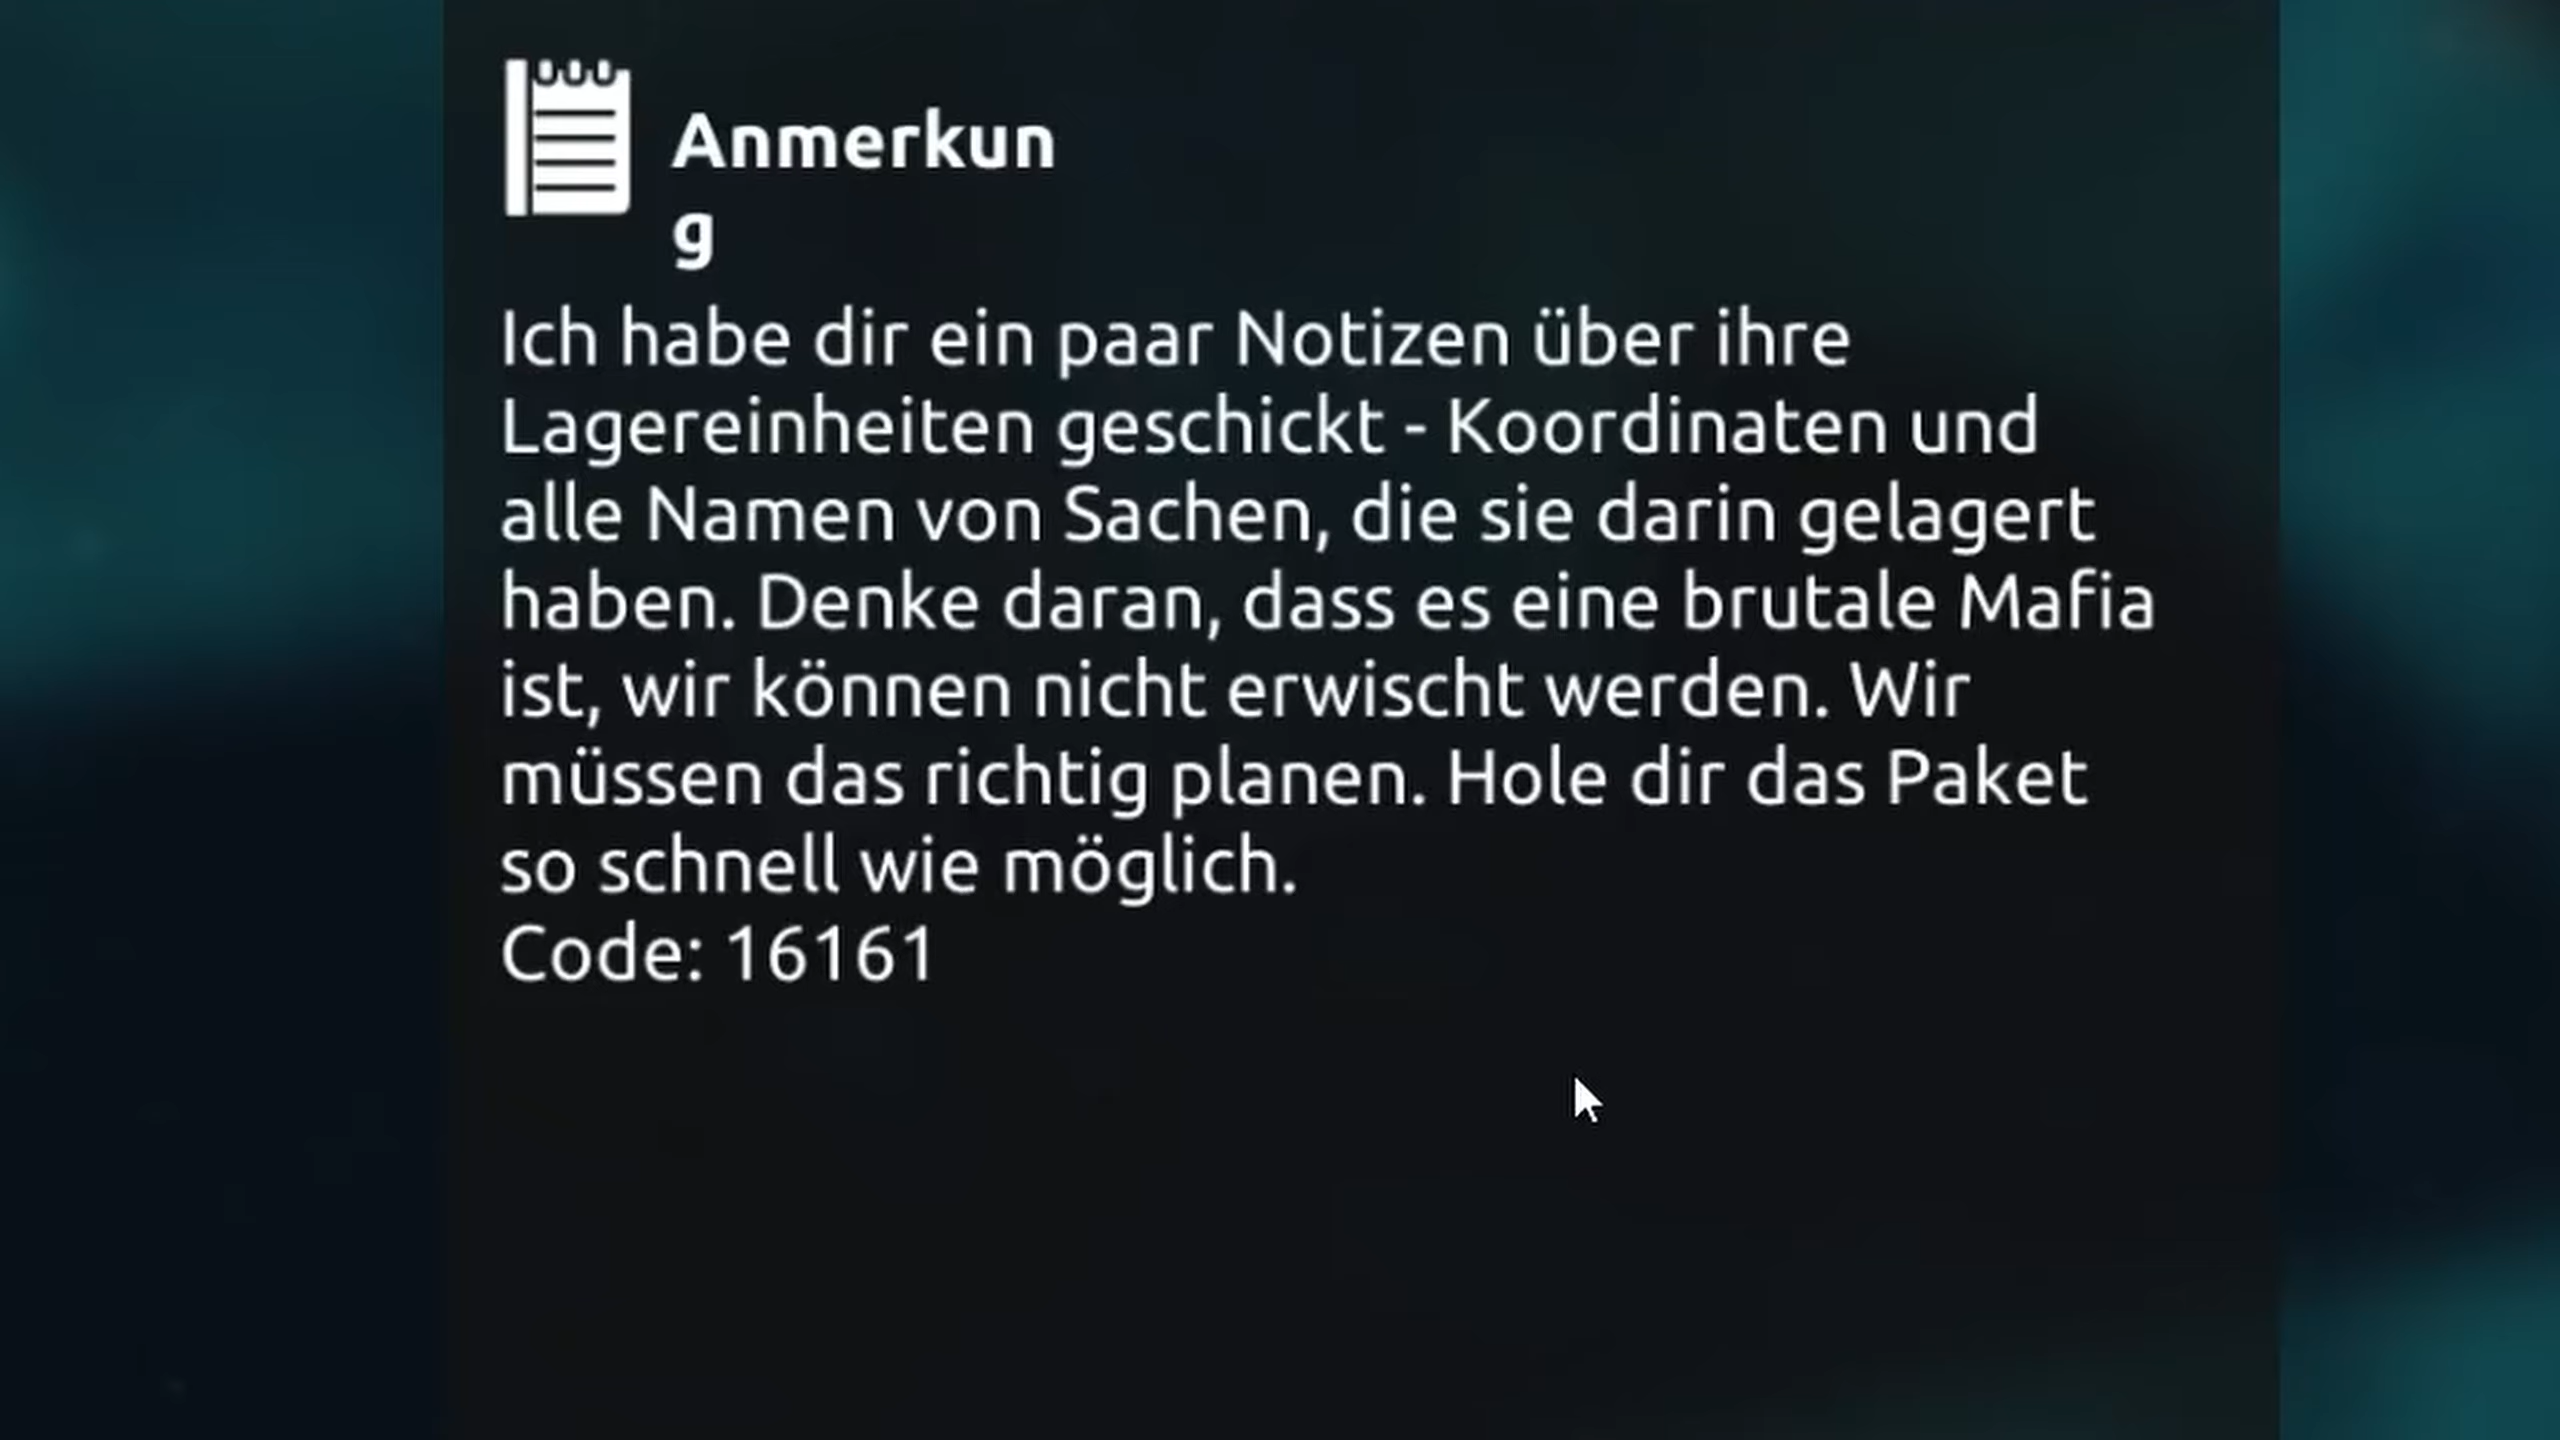 Anmerkun
g
Ich habe dir ein paar Notizen über ihre
Lagereinheiten geschickt - Koordinaten und
alle Namen von Sachen, die sie darin gelagert
haben. Denke daran, dass es eine brutale Mafia
ist, wir können nicht erwischt werden. Wir
müssen das richtig planen. Hole dir das Paket
so schnell wie möglich.
Code: 16161